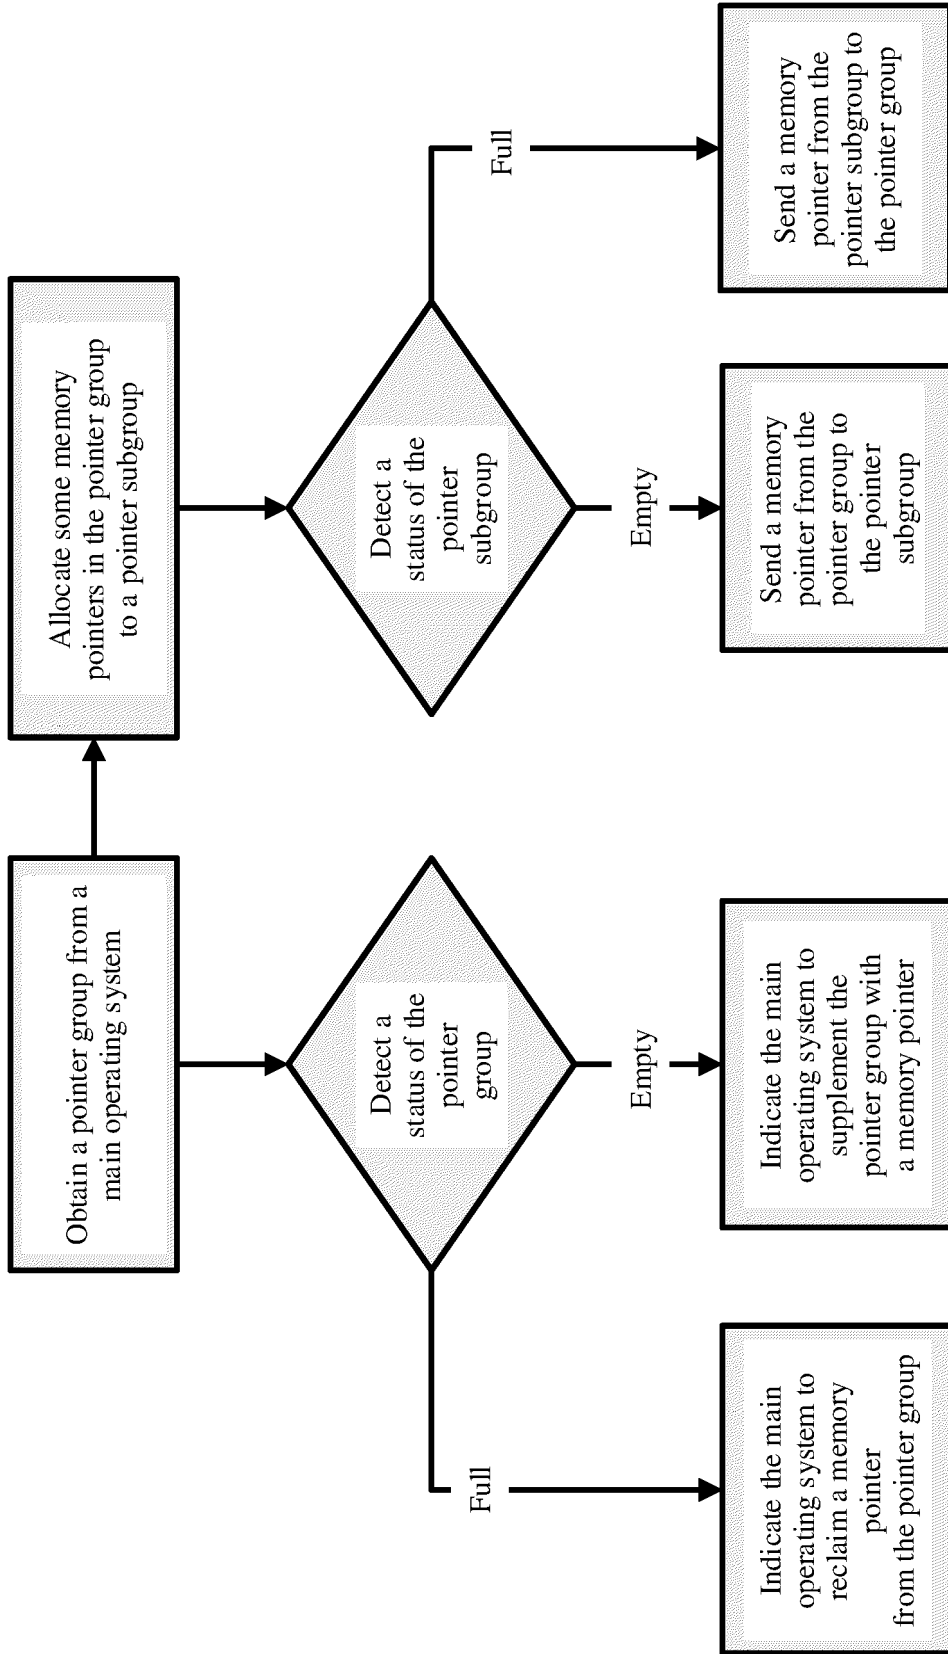 Obtain a pointer group from a
main operating system
Allocate some memory
pointers in the pointer group
to a pointer subgroup
Detect a
status of the
pointer
group
Detect a
status of the
pointer
subgroup
Full
Empty
Empty
Full
Indicate the main
operating system to
reclaim a memory
pointer
from the pointer group
Indicate the main
operating system to
supplement the
pointer group with
a memory pointer
Send a memory
pointer from the
pointer group to
the pointer
subgroup
Send a memory
pointer from the
pointer subgroup to
the pointer group